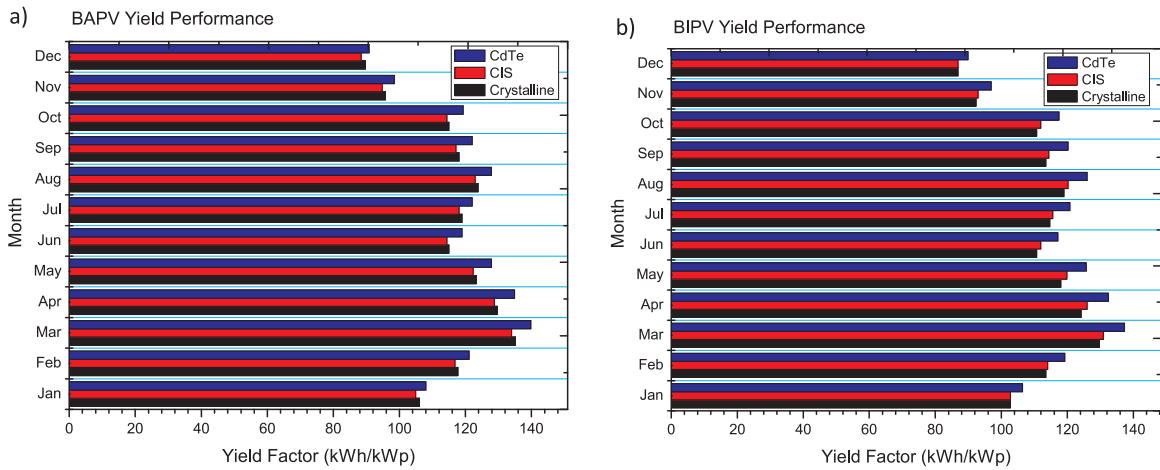 a)
BAPV Yield Performance
CdTe
CIS
Crystalline
Dec
Nov
Oct
Sep
Aug
Jul
Jun
May
Apr
Mar
Feb
Jan
Month
0 20 40 60 80 100 120 140
Yield Factor (kWh/kWp)
b)
BIPV Yield Performance
CdTe
CIS
Crystalline
Dec
Nov
Oct
Sep
Aug
Jul
Jun
May
Apr
Mar
Feb
Jan
Month
0 20 40 60 80 100 120 140
Yield Factor (kWh/kWp)